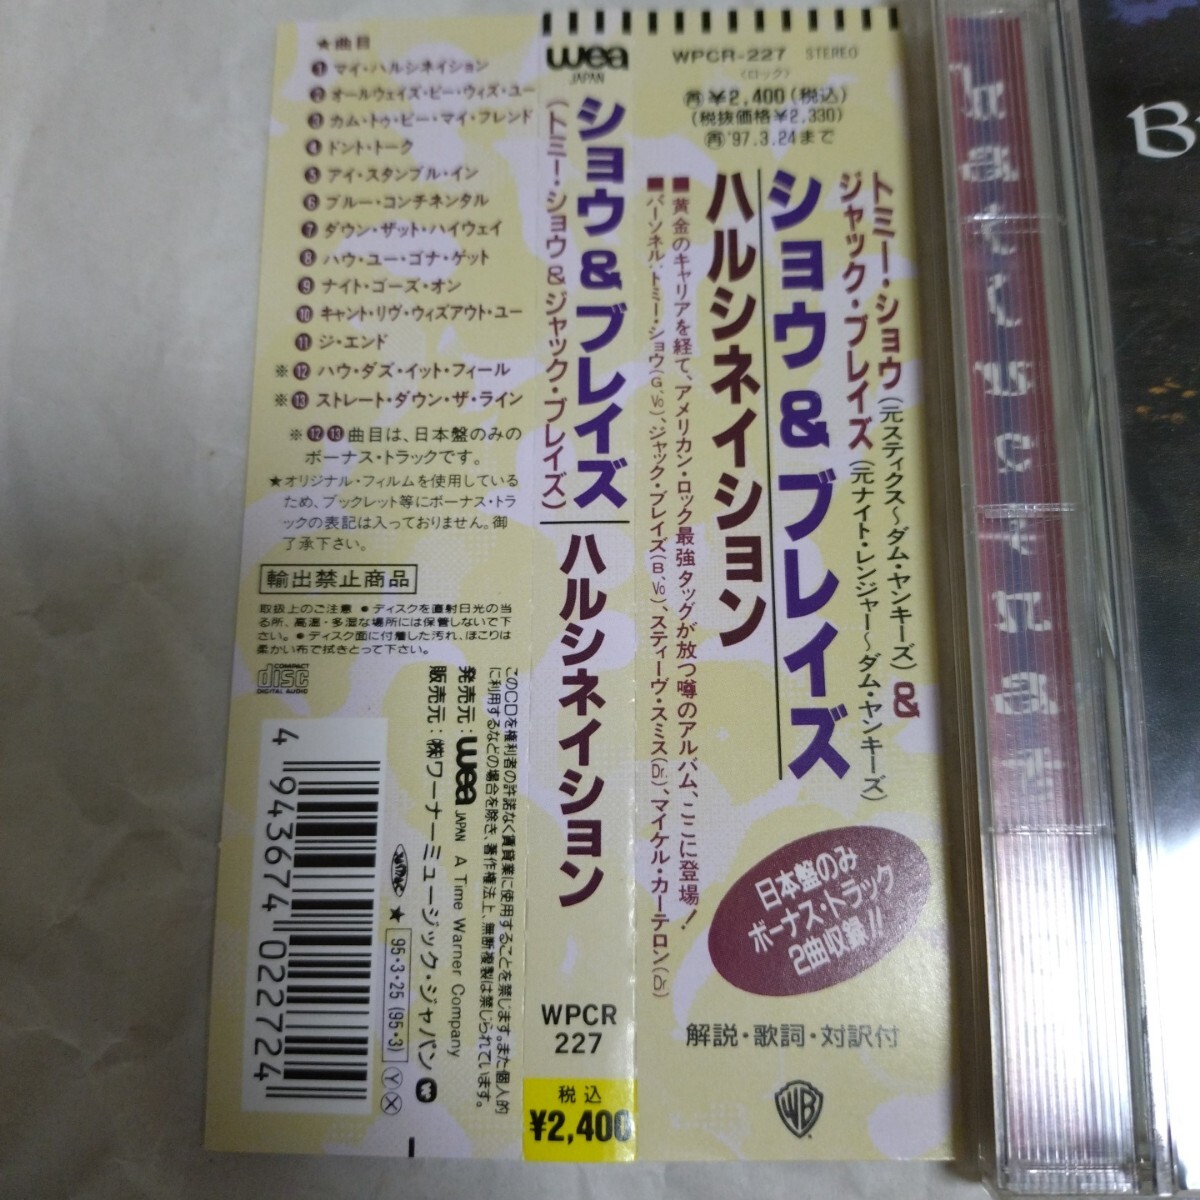 ★曲目
❶ マイ・ハルシネイション
❷ オールウェイズ・ビー・ウィズ・ユー
❸ カム・トゥ・ビー・マイ・フレンド
❹ ドント・トーク
❺ アイ・スタンブル・イン
❻ ブルー・コンチネンタル
❼ ダウン・ザット・ハイウェイ
❽ ハウ・ユー・ゴナ・ゲット
❾ ナイト・ゴーズ・オン
❿ キャント・リヴ・ウィズアウト・ユー
⓫ ジ・エンド
※⓬ ハウ・ダズ・イット・フィール
※⓭ ストレート・ダウン・ザ・ライン
※⓬⓭曲目は、日本盤のみの
ボーナス・トラックです。
★オリジナル・フィルムを使用している
ため、ブックレット等にボーナス・トラ
ックの表記は入っておりません。御
了承下さい。
輸出禁止商品
取扱上のご注意 ●ディスクを直射日光の当
る所、高温・多湿な場所には保管しないで下
さい。●ディスク面に付着した汚れ、ほこりは
柔かい布で拭きとって下さい。
COMPACT
disc
DIGITAL AUDIO
4 943674 022724
このCDを権利者の許諾なく賃貸業に使用することを禁じます。また個人的
に利用するなどの場合を除き、著作権法上、無断複製は禁じられています。
発売元：wea JAPAN A Time Warner Company
販売元：㈱ワーナーミュージック・ジャパン
★ 95・3・25 (95・3) Y X
wea
JAPAN
ショウ&ブレイズ
(トミー・ショウ&ジャック・ブレイズ)
ハルシネイション
WPCR
227
税込
¥2,400
WPCR-227 STEREO
〈ロック〉
再¥2,400(税込)
(税抜価格¥2,330)
再'97.3.24まで
トミー・ショウ(元スティクス〜ダム・ヤンキーズ)&
ジャック・ブレイズ(元ナイト・レンジャー〜ダム・ヤンキーズ)
ショウ&ブレイズ
ハルシネイション
■黄金のキャリアを経て、アメリカン・ロック最強タッグが放つ噂のアルバム、ここに登場！
■パーソネル:トミー・ショウ(G、Vo)、ジャック・ブレイズ(B、Vo)、スティーヴ・スミス(Dr)、マイケル・カーテロン(Dr)
日本盤のみ
ボーナス・トラック
2曲収録!!
解説・歌詞・対訳付
WB
hallucinat